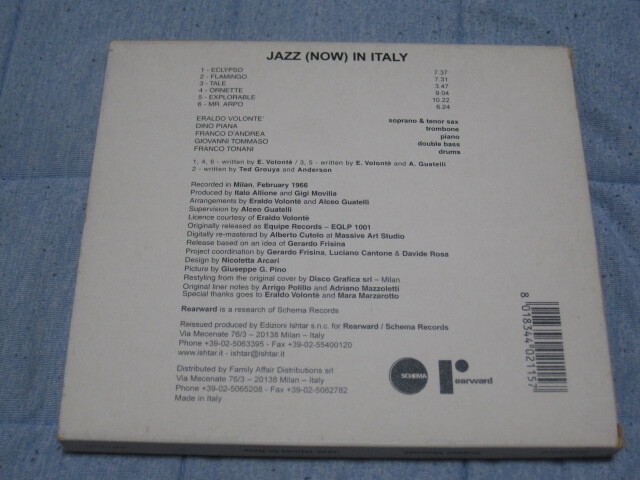 JAZZ (NOW) IN ITALY
1 - ECLYPSO 7.37
2 - FLAMINGO 7.31
3 - TALE 3.47
4 - ORNETTE 9.04
5 - EXPLORABLE 10.22
6 - MR. ARPO 6.24
ERALDO VOLONTE' soprano & tenor sax
DINO PIANA trombone
FRANCO D'ANDREA piano
GIOVANNI TOMMASO double bass
FRANCO TONANI drums
1, 4, 6 - written by E. Volontè / 3, 5 - written by E. Volontè and A. Guatelli
2 - written by Ted Grouya and Anderson
Recorded in Milan, February 1966
Produced by Italo Allione and Gigi Movilia
Arrangements by Eraldo Volontè and Alceo Guatelli
Supervision by Alceo Guatelli
Licence courtesy of Eraldo Volontè
Originally released as Equipe Records – EQLP 1001
Digitally re-mastered by Alberto Cutolo at Massive Art Studio
Release based on an idea of Gerardo Frisina
Project coordination by Gerardo Frisina, Luciano Cantone & Davide Rosa
Design by Nicoletta Arcari
Picture by Giuseppe G. Pino
Restyling from the original cover by Disco Grafica srl – Milan
Original liner notes by Arrigo Polillo and Adriano Mazzoletti
Special thanks goes to Eraldo Volontè and Mara Marzarotto
Rearward is a research of Schema Records
Reissued produced by Edizioni Ishtar s.n.c. for Rearward / Schema Records
Via Mecenate 76/3 – 20138 Milan – Italy
Phone +39-02-5063395 - Fax +39-02-55400120
www.ishtar.it - ishtar@ishtar.it
Distributed by Family Affair Distributions srl
Via Mecenate 76/3 – 20138 Milan – Italy
Phone +39-02-5065208 - Fax +39-02-5062782
Made in Italy
SCHEMA
rearward
8 018344 021157